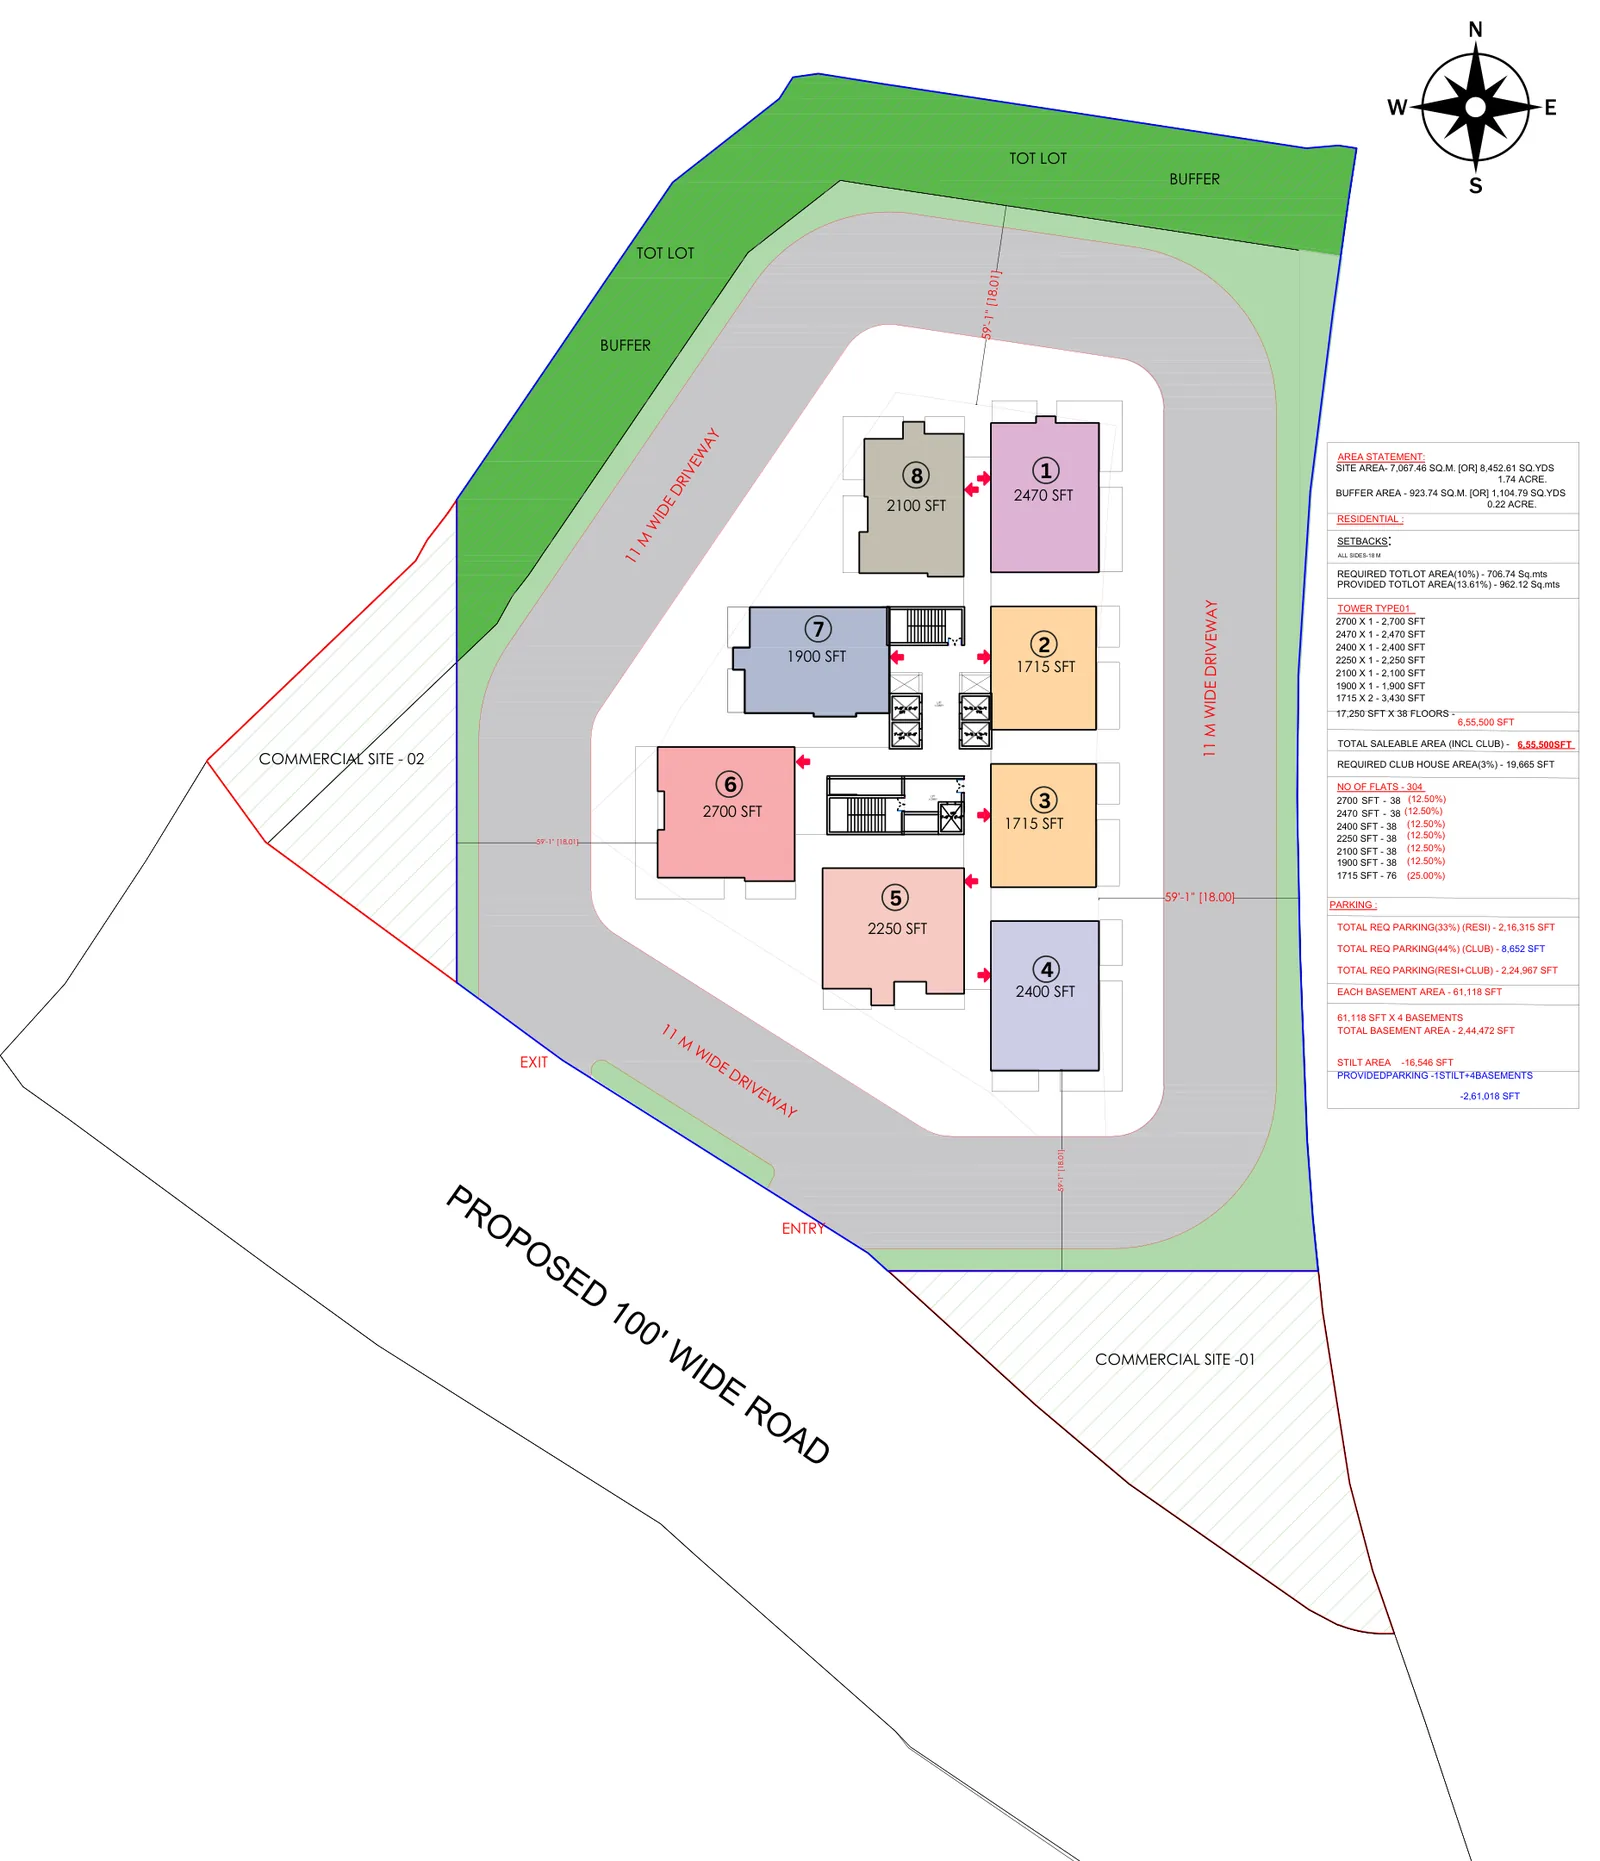 N
W
E
S
TOT LOT
BUFFER
TOT LOT
BUFFER
59'-1" [18.01]
11 M WIDE DRIVEWAY
8
2100 SFT
1
2470 SFT
7
1900 SFT
2
1715 SFT
11 M WIDE DRIVEWAY
6
2700 SFT
3
1715 SFT
COMMERCIAL SITE - 02
59'-1" [18.01]
5
2250 SFT
59'-1" [18.00]
4
2400 SFT
11 M WIDE DRIVEWAY
EXIT
59'-1" [18.01]
ENTRY
PROPOSED 100' WIDE ROAD
COMMERCIAL SITE -01
AREA STATEMENT:
SITE AREA- 7,067.46 SQ.M. [OR] 8,452.61 SQ.YDS
1.74 ACRE.
BUFFER AREA - 923.74 SQ.M. [OR] 1,104.79 SQ.YDS
0.22 ACRE.
RESIDENTIAL :
SETBACKS:
ALL SIDES-18 M
REQUIRED TOTLOT AREA(10%) - 706.74 Sq.mts
PROVIDED TOTLOT AREA(13.61%) - 962.12 Sq.mts
TOWER TYPE01
2700 X 1 - 2,700 SFT
2470 X 1 - 2,470 SFT
2400 X 1 - 2,400 SFT
2250 X 1 - 2,250 SFT
2100 X 1 - 2,100 SFT
1900 X 1 - 1,900 SFT
1715 X 2 - 3,430 SFT
17,250 SFT X 38 FLOORS -
6,55,500 SFT
TOTAL SALEABLE AREA (INCL CLUB) - 6,55,500SFT
REQUIRED CLUB HOUSE AREA(3%) - 19,665 SFT
NO OF FLATS - 304
2700 SFT - 38 (12.50%)
2470 SFT - 38 (12.50%)
2400 SFT - 38 (12.50%)
2250 SFT - 38 (12.50%)
2100 SFT - 38 (12.50%)
1900 SFT - 38 (12.50%)
1715 SFT - 76 (25.00%)
PARKING :
TOTAL REQ PARKING(33%) (RESI) - 2,16,315 SFT
TOTAL REQ PARKING(44%) (CLUB) - 8,652 SFT
TOTAL REQ PARKING(RESI+CLUB) - 2,24,967 SFT
EACH BASEMENT AREA - 61,118 SFT
61,118 SFT X 4 BASEMENTS
TOTAL BASEMENT AREA - 2,44,472 SFT
STILT AREA -16,546 SFT
PROVIDEDPARKING -1STILT+4BASEMENTS
-2,61,018 SFT